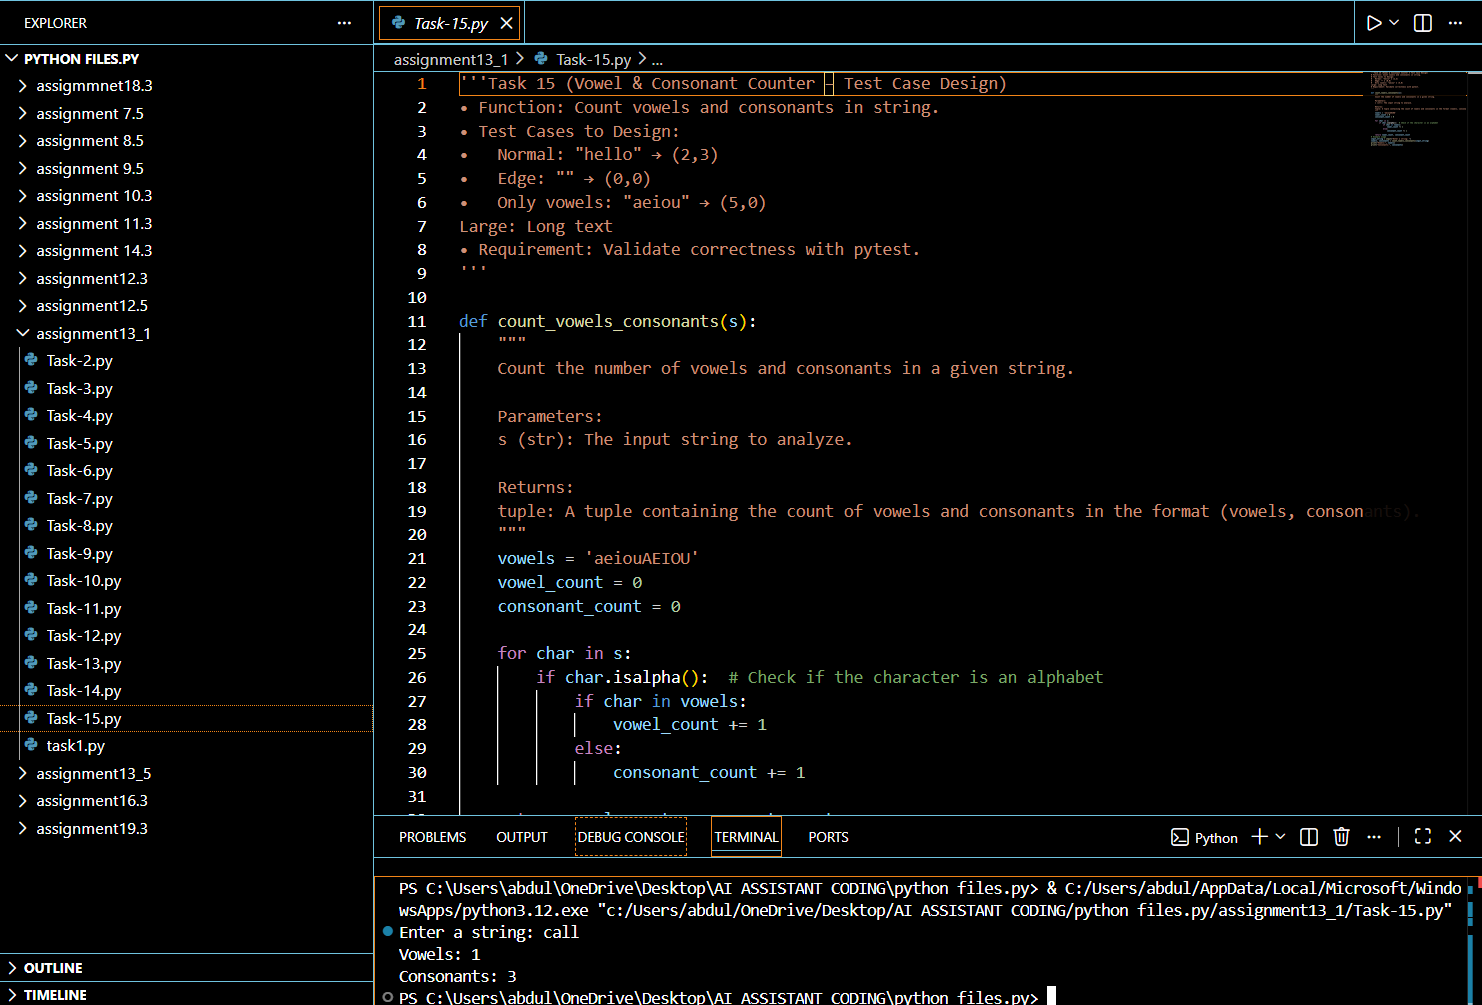 EXPLORER
PYTHON FILES.PY
assigmmnet18.3
assignment 7.5
assignment 8.5
assignment 9.5
assignment 10.3
assignment 11.3
assignment 14.3
assignment12.3
assignment12.5
assignment13_1
Task-2.py
Task-3.py
Task-4.py
Task-5.py
Task-6.py
Task-7.py
Task-8.py
Task-9.py
Task-10.py
Task-11.py
Task-12.py
Task-13.py
Task-14.py
Task-15.py
task1.py
assignment13_5
assignment16.3
assignment19.3
OUTLINE
TIMELINE
Task-15.py
assignment13_1 > Task-15.py > ...
1 '''Task 15 (Vowel & Consonant Counter – Test Case Design)
2 • Function: Count vowels and consonants in string.
3 • Test Cases to Design:
4 •   Normal: "hello" → (2,3)
5 •   Edge: "" → (0,0)
6 •   Only vowels: "aeiou" → (5,0)
7 Large: Long text
8 • Requirement: Validate correctness with pytest.
9 '''
10
11 def count_vowels_consonants(s):
12     """
13     Count the number of vowels and consonants in a given string.
14
15     Parameters:
16     s (str): The input string to analyze.
17
18     Returns:
19     tuple: A tuple containing the count of vowels and consonants in the format (vowels, consonants).
20     """
21     vowels = 'aeiouAEIOU'
22     vowel_count = 0
23     consonant_count = 0
24
25     for char in s:
26         if char.isalpha():  # Check if the character is an alphabet
27             if char in vowels:
28                 vowel_count += 1
29             else:
30                 consonant_count += 1
31
PROBLEMS OUTPUT DEBUG CONSOLE TERMINAL PORTS Python
PS C:\Users\abdul\OneDrive\Desktop\AI ASSISTANT CODING\python files.py> & C:/Users/abdul/AppData/Local/Microsoft/Windo
wsApps/python3.12.exe "c:/Users/abdul/OneDrive/Desktop/AI ASSISTANT CODING/python files.py/assignment13_1/Task-15.py"
Enter a string: call
Vowels: 1
Consonants: 3
PS C:\Users\abdul\OneDrive\Desktop\AI ASSISTANT CODING\python files.py>